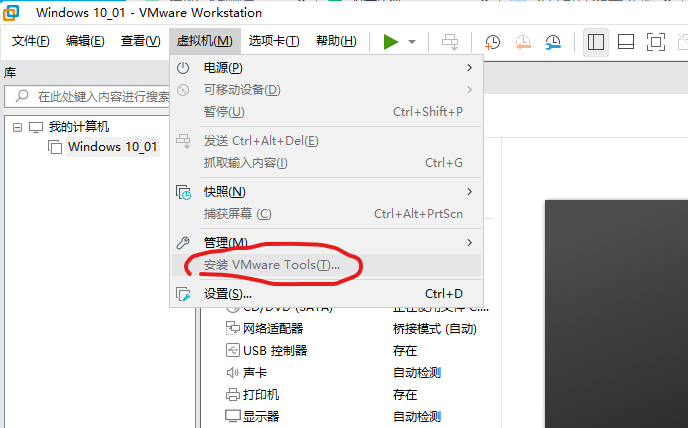 Windows 10_01 - VMware Workstation
文件(F) 编辑(E) 查看(V) 虚拟机(M) 选项卡(T) 帮助(H)
库
在此处键入内容进行搜索
我的计算机
Windows 10_01
电源(P)
可移动设备(D)
暂停(U) Ctrl+Shift+P
发送 Ctrl+Alt+Del(E)
抓取输入内容(I) Ctrl+G
快照(N)
捕获屏幕 (C) Ctrl+Alt+PrtScn
管理(M)
安装 VMware Tools(T)...
设置(S)... Ctrl+D
CD/DVD (SATA) 正在使用文件 C:...
网络适配器 桥接模式 (自动)
USB 控制器 存在
声卡 自动检测
打印机 存在
显示器 自动检测